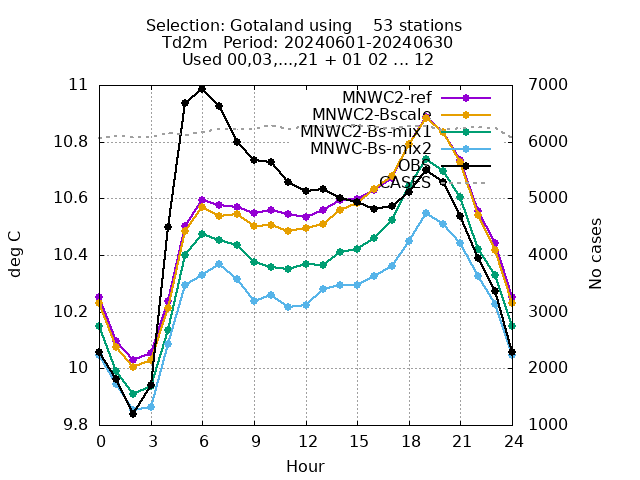 Selection: Gotaland using    53 stations
Td2m   Period: 20240601-20240630
Used 00,03,...,21 + 01 02 ... 12
11
10.8
10.6
10.4
10.2
10
9.8
7000
6000
5000
4000
3000
2000
1000
MNWC2-ref
MNWC2-Bscale
MNWC2-Bs-mix1
MNWC-Bs-mix2
OBS
CASES
deg C
No cases
0 3 6 9 12 15 18 21 24
Hour